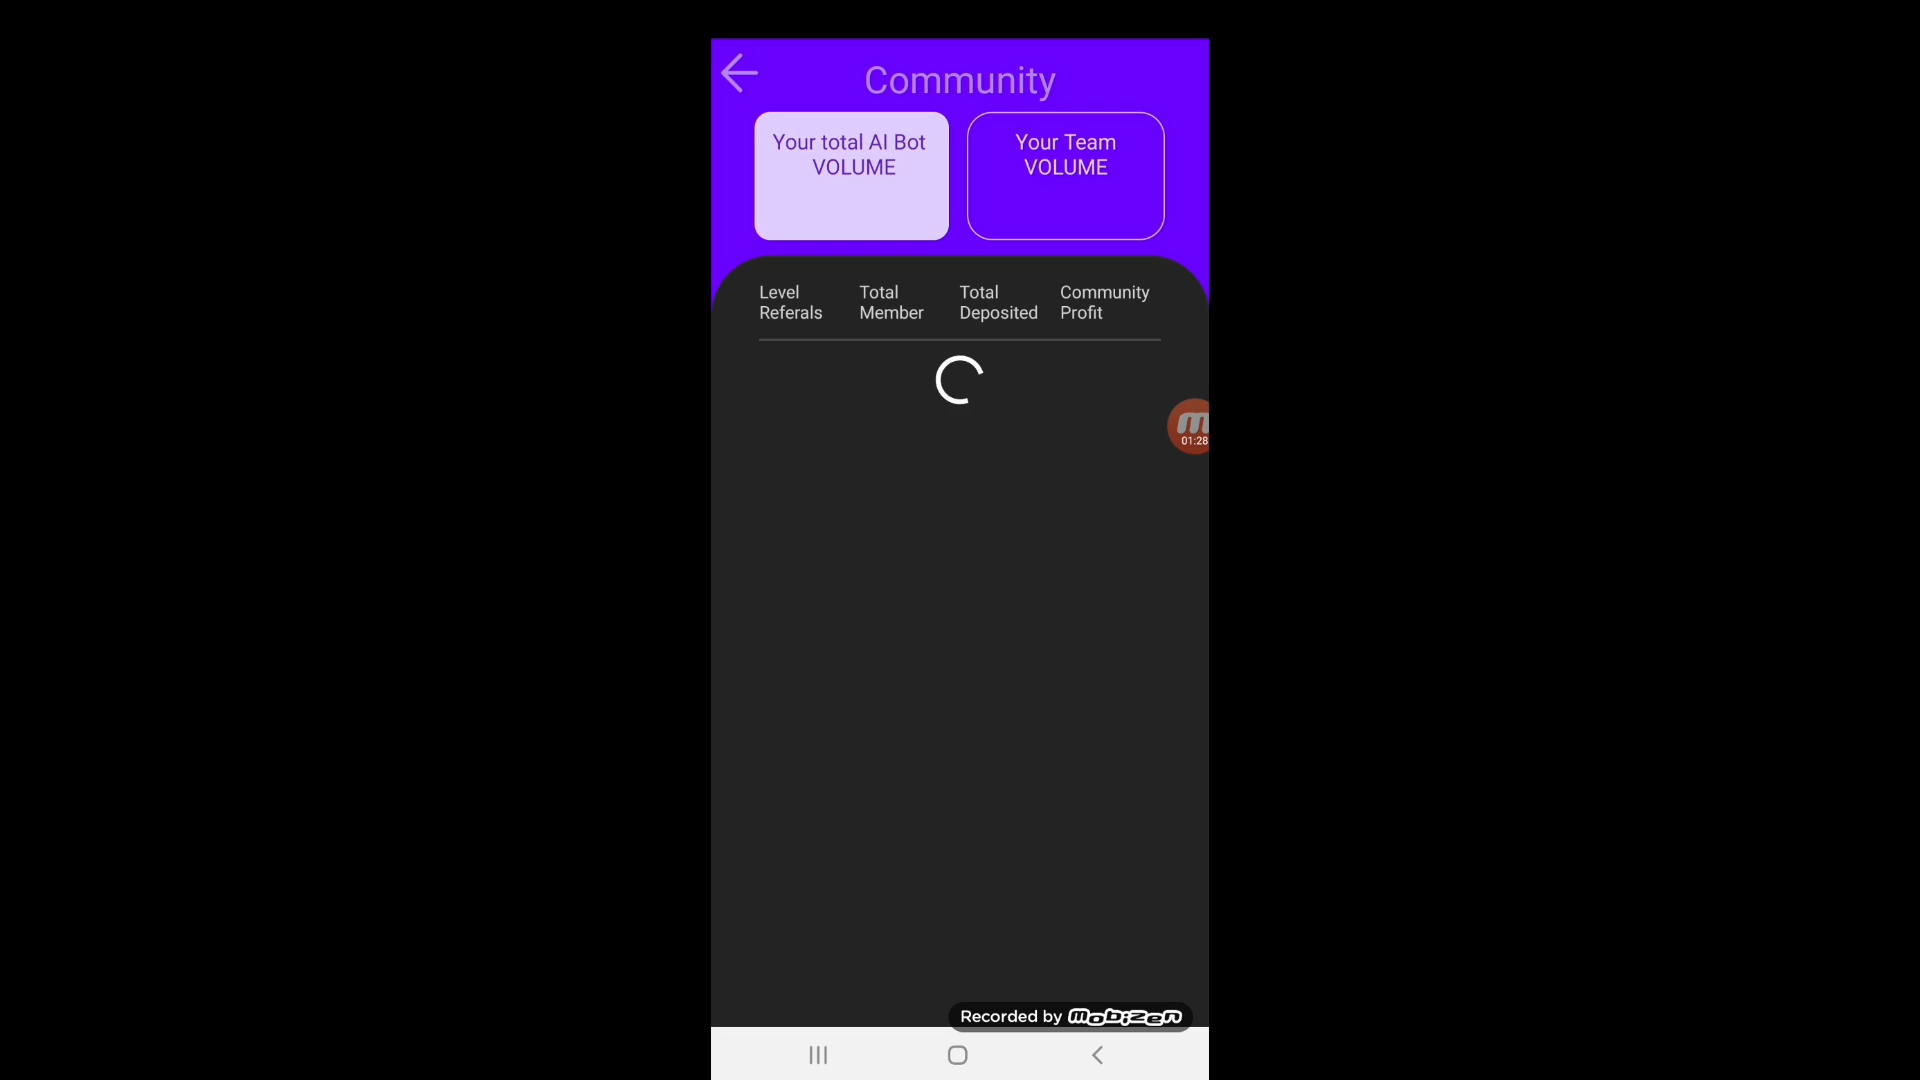 Community
Your total AI Bot
VOLUME
Your Team
VOLUME
Level
Referals
Total
Member
Total
Deposited
Community
Profit
m
01:28
Recorded by mobizen